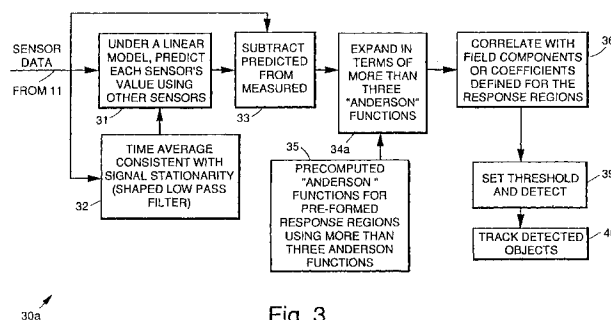 SENSOR
DATA
FROM 11
UNDER A LINEAR
MODEL, PREDICT
EACH SENSOR'S
VALUE USING
OTHER SENSORS
31
TIME AVERAGE
CONSISTENT WITH
SIGNAL STATIONARITY
(SHAPED LOW PASS
FILTER)
32
SUBTRACT
PREDICTED
FROM
MEASURED
33
EXPAND IN
TERMS OF
MORE THAN
THREE
"ANDERSON"
FUNCTIONS
34a
35
PRECOMPUTED
"ANDERSON"
FUNCTIONS FOR
PRE-FORMED
RESPONSE REGIONS
USING MORE THAN
THREE ANDERSON
FUNCTIONS
CORRELATE WITH
FIELD COMPONENTS
OR COEFFICIENTS
DEFINED FOR THE
RESPONSE REGIONS
36
SET THRESHOLD
AND DETECT
39
TRACK DETECTED
OBJECTS
30a
Fig. 3